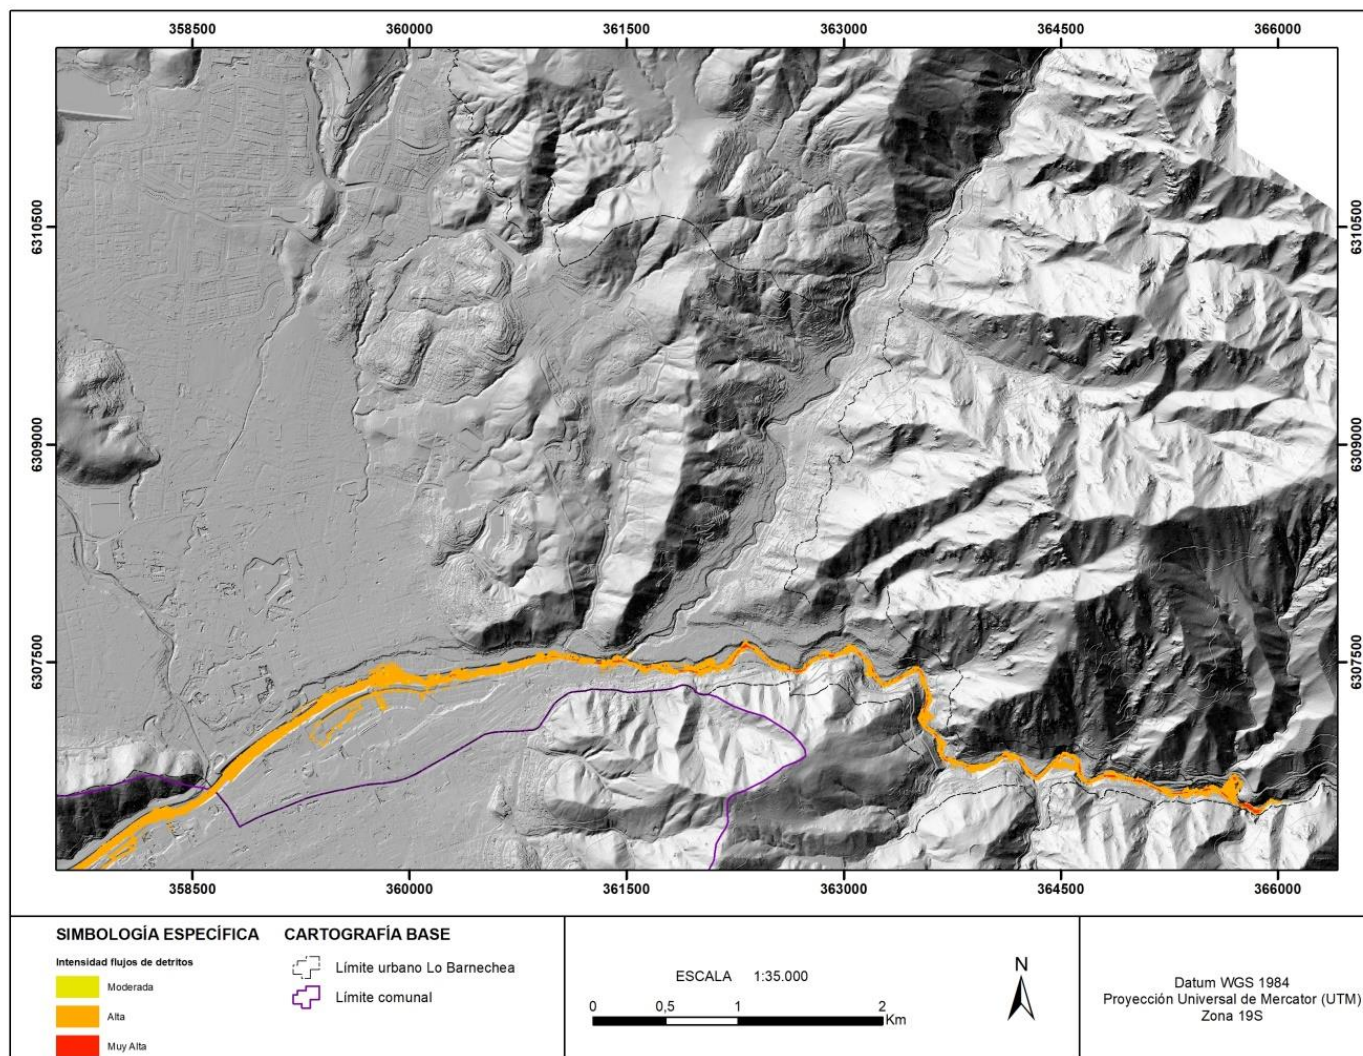 358500 360000 361500 363000 364500 366000
6310500 6310500
6309000 6309000
6307500 6307500
358500 360000 361500 363000 364500 366000
SIMBOLOGÍA ESPECÍFICA
Intensidad flujos de detritos
Moderada
Alta
Muy Alta
CARTOGRAFÍA BASE
Límite urbano Lo Barnechea
Límite comunal
ESCALA 1:35.000
0 0,5 1 2
Km
N
Datum WGS 1984
Proyección Universal de Mercator (UTM)
Zona 19S